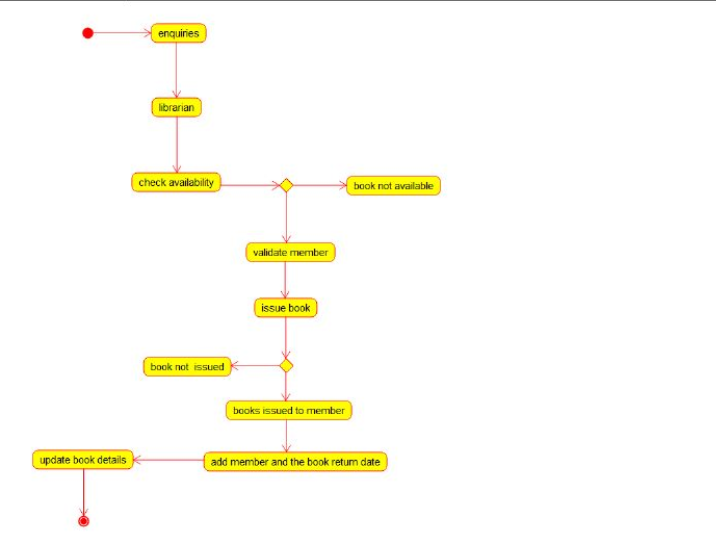 enquiries
librarian
check availability
book not available
validate member
issue book
book not issued
books issued to member
update book details
add member and the book return date